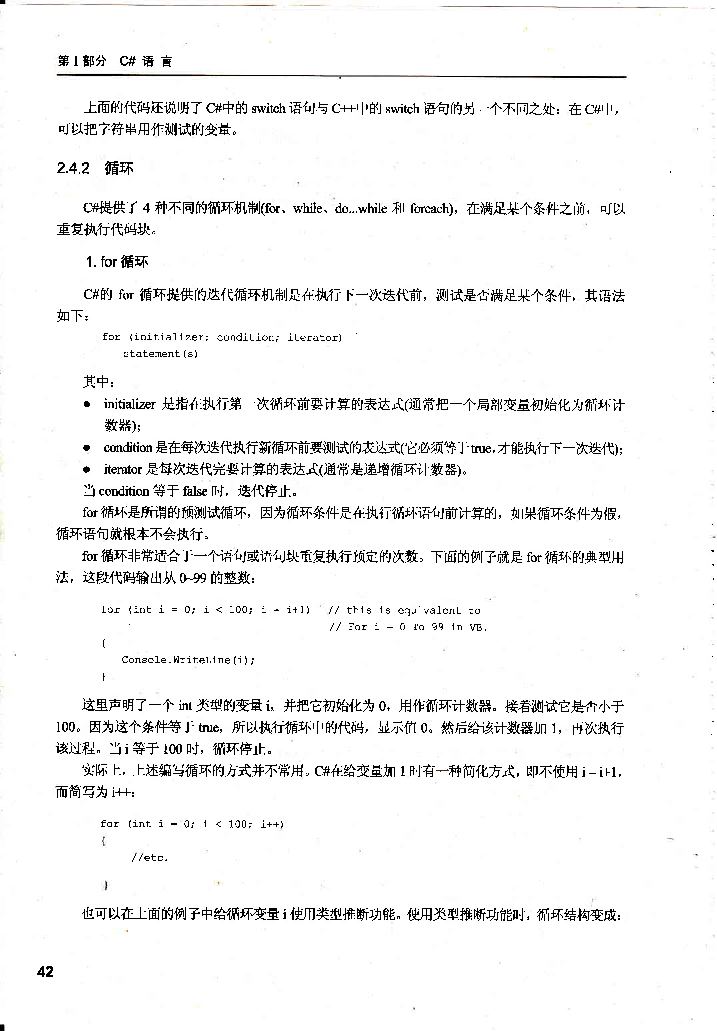 第1部分 C# 语 言
上面的代码还说明了C#中的switch语句与C++中的switch语句的另一个不同之处：在C#中，
可以把字符串用作测试的变量。
2.4.2 循环
C#提供了 4 种不同的循环机制(for、while、do...while 和 foreach)，在满足某个条件之前，可以
重复执行代码块。
1. for 循环
C#的 for 循环提供的迭代循环机制是在执行下一次迭代前，测试是否满足某个条件，其语法
如下：
for (initializer; condition; iterator)
statement(s)
其中：
● initializer 是指在执行第一次循环前要计算的表达式(通常把一个局部变量初始化为循环计
数器)；
● condition 是在每次迭代执行新循环前要测试的表达式(它必须等于 true，才能执行下一次迭代)；
● iterator 是每次迭代完要计算的表达式(通常是递增循环计数器)。
当 condition 等于 false 时，迭代停止。
for 循环是所谓的预测试循环，因为循环条件是在执行循环语句前计算的，如果循环条件为假，
循环语句就根本不会执行。
for 循环非常适合于一个语句或语句块重复执行预定的次数。下面的例子就是 for 循环的典型用
法，这段代码输出从 0~99 的整数：
for (int i = 0; i < 100; i = i+1) // this is equivalent to
// For i = 0 To 99 in VB.
{
Console.WriteLine(i);
}
这里声明了一个 int 类型的变量 i，并把它初始化为 0，用作循环计数器。接着测试它是否小于
100。因为这个条件等于 true，所以执行循环中的代码，显示值 0。然后给该计数器加 1，再次执行
该过程。当 i 等于 100 时，循环停止。
实际上，上述编写循环的方式并不常用。C#在给变量加 1 时有一种简化方式，即不使用 i = i+1，
而简写为 i++：
for (int i = 0; i < 100; i++)
{
//etc.
}
也可以在上面的例子中给循环变量 i 使用类型推断功能。使用类型推断功能时，循环结构变成：
42